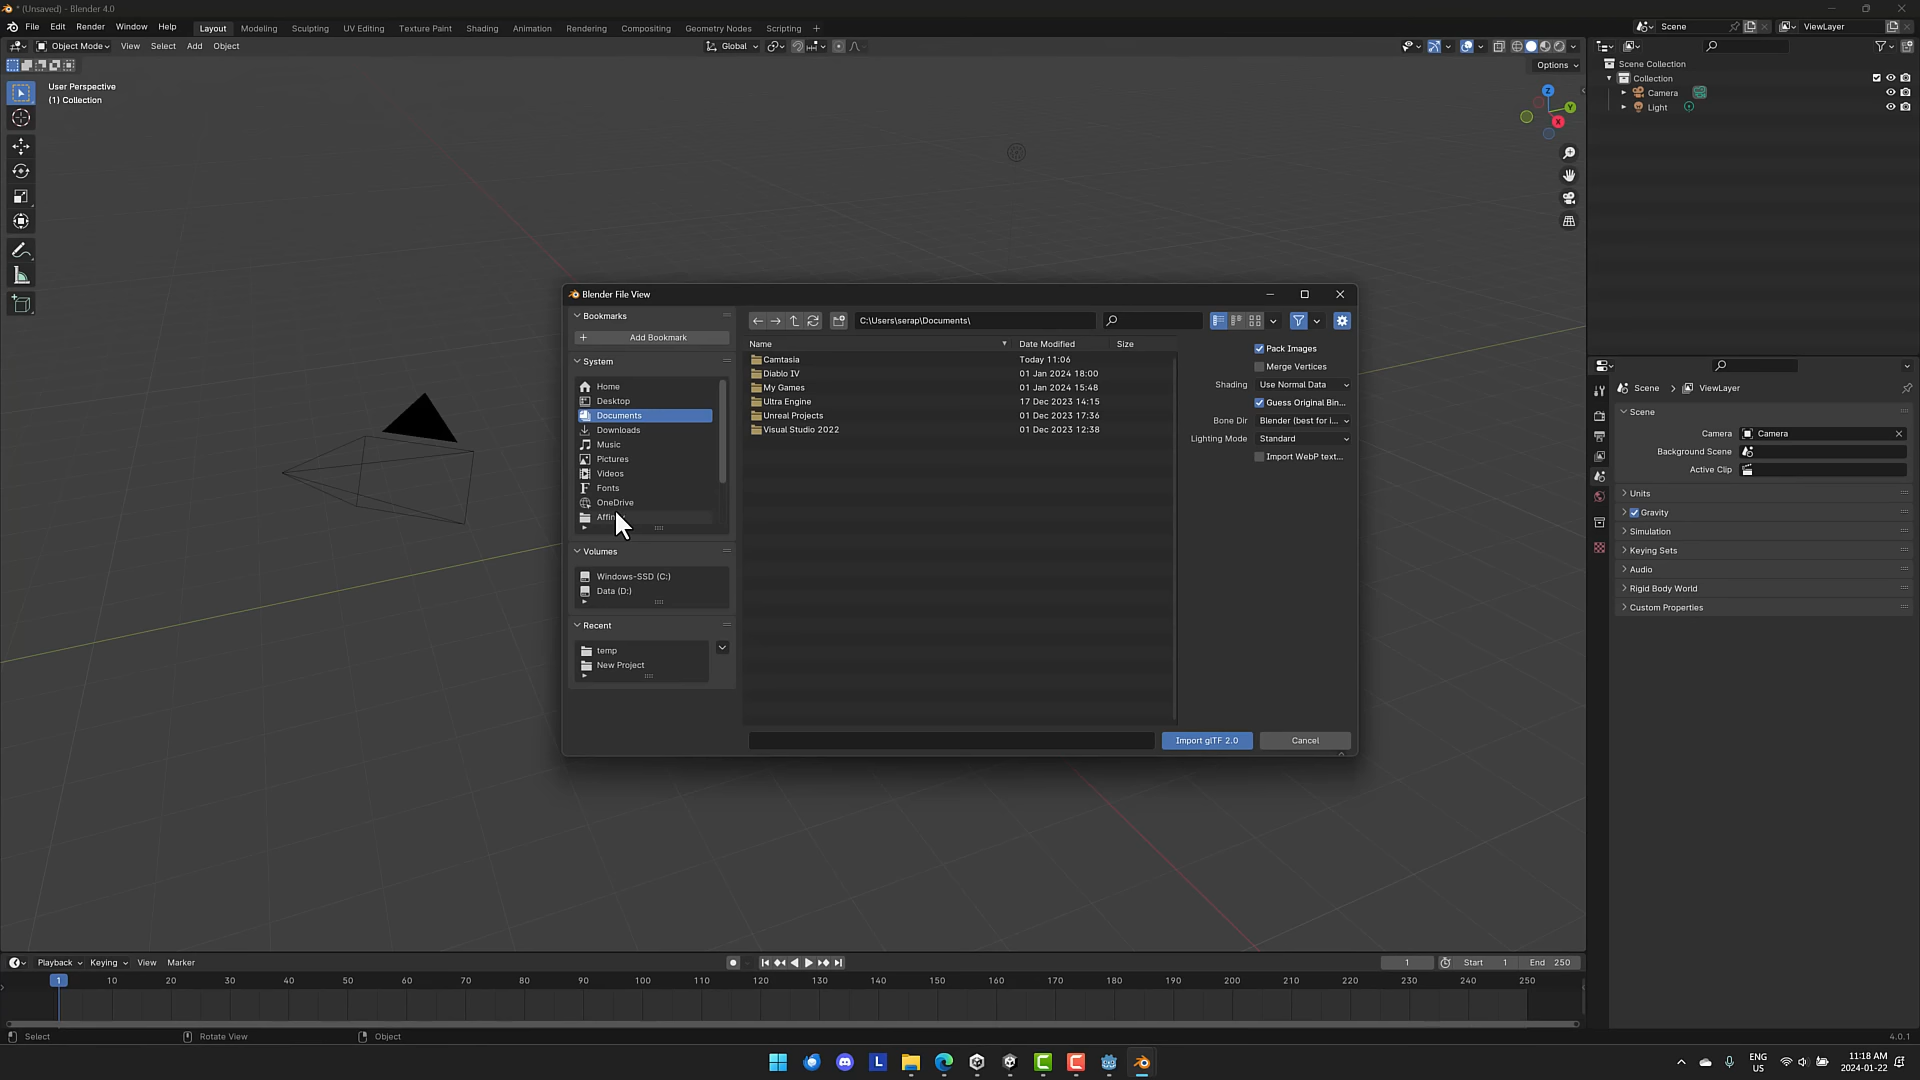 * (Unsaved) - Blender 4.0
File Edit Render Window Help Layout Modeling Sculpting UV Editing Texture Paint Shading Animation Rendering Compositing Geometry Nodes Scripting + Scene ViewLayer
Object Mode View Select Add Object Global
Options
User Perspective
(1) Collection
Z
Y
X
Scene Collection
Collection
Camera
Light
Blender File View
Bookmarks
Add Bookmark
System
Home
Desktop
Documents
Downloads
Music
Pictures
Videos
Fonts
OneDrive
Volumes
Windows-SSD (C:)
Data (D:)
Recent
temp
New Project
C:\Users\serap\Documents\
Name Date Modified Size
Camtasia Today 11:06
Diablo IV 01 Jan 2024 18:00
My Games 01 Jan 2024 15:48
Ultra Engine 17 Dec 2023 14:15
Unreal Projects 01 Dec 2023 17:36
Visual Studio 2022 01 Dec 2023 12:38
Pack Images
Merge Vertices
Shading Use Normal Data
Guess Original Bin...
Bone Dir Blender (best for i...
Lighting Mode Standard
Import WebP text...
Import glTF 2.0 Cancel
Scene ViewLayer
Scene
Camera Camera
Background Scene
Active Clip
Units
Gravity
Simulation
Keying Sets
Audio
Rigid Body World
Custom Properties
Playback Keying View Marker
1 Start 1 End 250
1 10 20 30 40 50 60 70 80 90 100 110 120 130 140 150 160 170 180 190 200 210 220 230 240 250
Select Rotate View Object 4.0.1
L
ENG
US
11:18 AM
2024-01-22